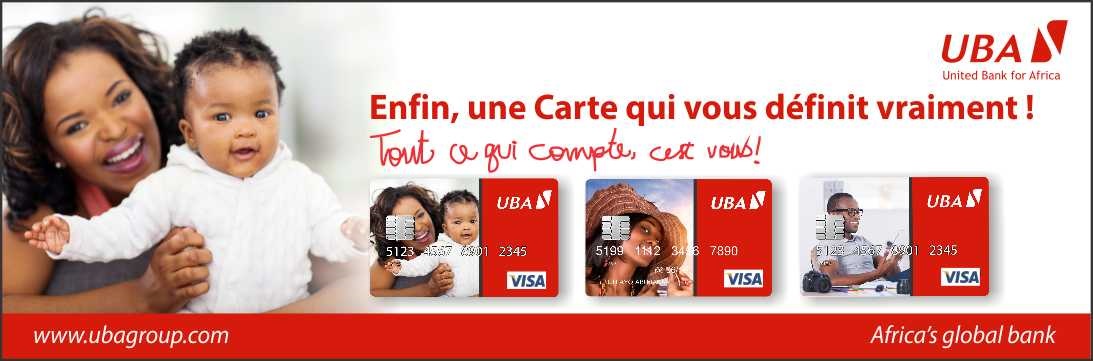 UBA
United Bank for Africa
Enfin, une Carte qui vous définit vraiment !
Tout ce qui compte, c'est vous!
UBA
5123 4567 8901 2345
VISA
UBA
5199 1112 3456 7890
VISA
UBA
5123 4567 8901 2345
VISA
www.ubagroup.com
Africa's global bank